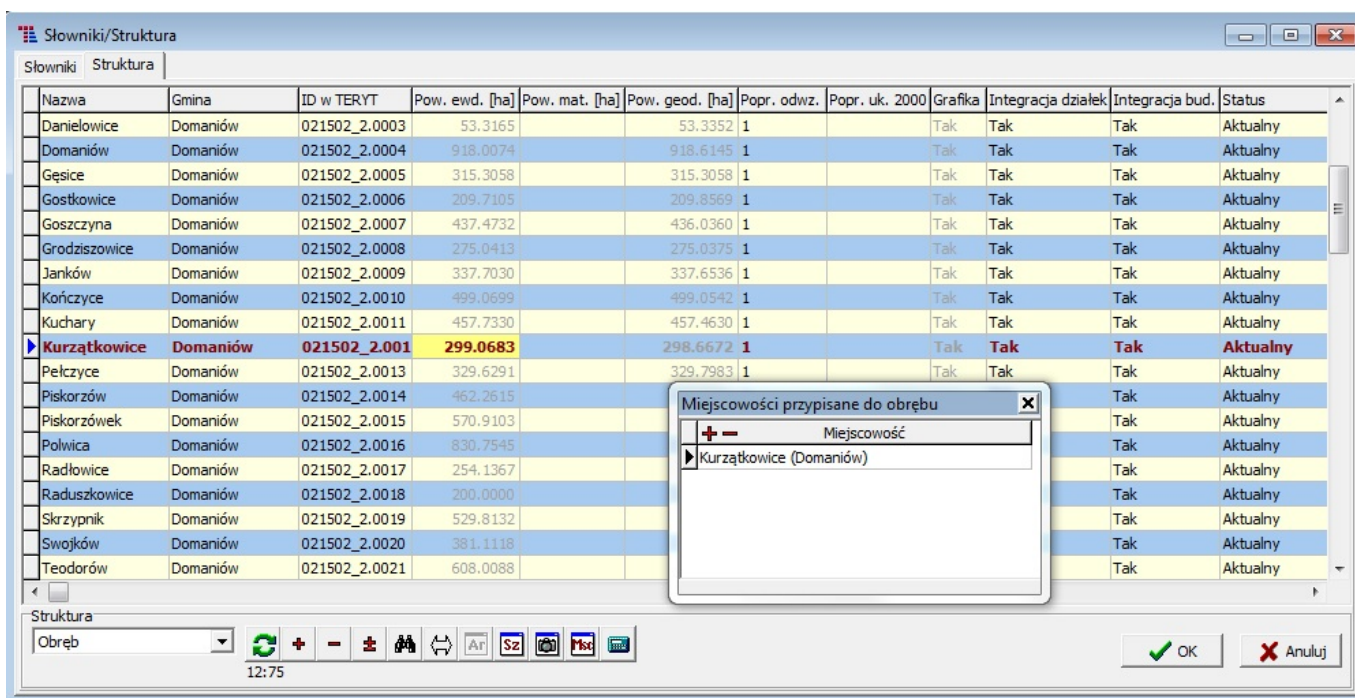 Słowniki/Struktura
Słowniki Struktura
Nazwa Gmina ID w TERYT Pow. ewd. [ha] Pow. mat. [ha] Pow. geod. [ha] Popr. odwz. Popr. uk. 2000 Grafika Integracja działek Integracja bud. Status
Danielowice Domaniów 021502_2.0003 53.3165 53.3352 1 Tak Tak Tak Aktualny
Domaniów Domaniów 021502_2.0004 918.0074 918.6145 1 Tak Tak Tak Aktualny
Gęsice Domaniów 021502_2.0005 315.3058 315.3058 1 Tak Tak Tak Aktualny
Gostkowice Domaniów 021502_2.0006 209.7105 209.8569 1 Tak Tak Tak Aktualny
Goszczyna Domaniów 021502_2.0007 437.4732 436.0360 1 Tak Tak Tak Aktualny
Grodziszowice Domaniów 021502_2.0008 275.0413 275.0375 1 Tak Tak Tak Aktualny
Janków Domaniów 021502_2.0009 337.7030 337.6536 1 Tak Tak Tak Aktualny
Kończyce Domaniów 021502_2.0010 499.0699 499.0542 1 Tak Tak Tak Aktualny
Kuchary Domaniów 021502_2.0011 457.7330 457.4630 1 Tak Tak Tak Aktualny
Kurzątkowice Domaniów 021502_2.001 299.0683 298.6672 1 Tak Tak Tak Aktualny
Pełczyce Domaniów 021502_2.0013 329.6291 329.7983 1 Tak Tak Tak Aktualny
Piskorzów Domaniów 021502_2.0014 462.2615 Tak Aktualny
Piskorzówek Domaniów 021502_2.0015 570.9103 Tak Aktualny
Polwica Domaniów 021502_2.0016 830.7545 Tak Aktualny
Radłowice Domaniów 021502_2.0017 254.1367 Tak Aktualny
Raduszkowice Domaniów 021502_2.0018 200.0000 Tak Aktualny
Skrzypnik Domaniów 021502_2.0019 529.8132 Tak Aktualny
Swojków Domaniów 021502_2.0020 381.1118 Tak Aktualny
Teodorów Domaniów 021502_2.0021 608.0088 Tak Aktualny
Miejscowości przypisane do obrębu
Miejscowość
Kurzątkowice (Domaniów)
Struktura
Obręb Ar Sz Msc OK Anuluj
12:75